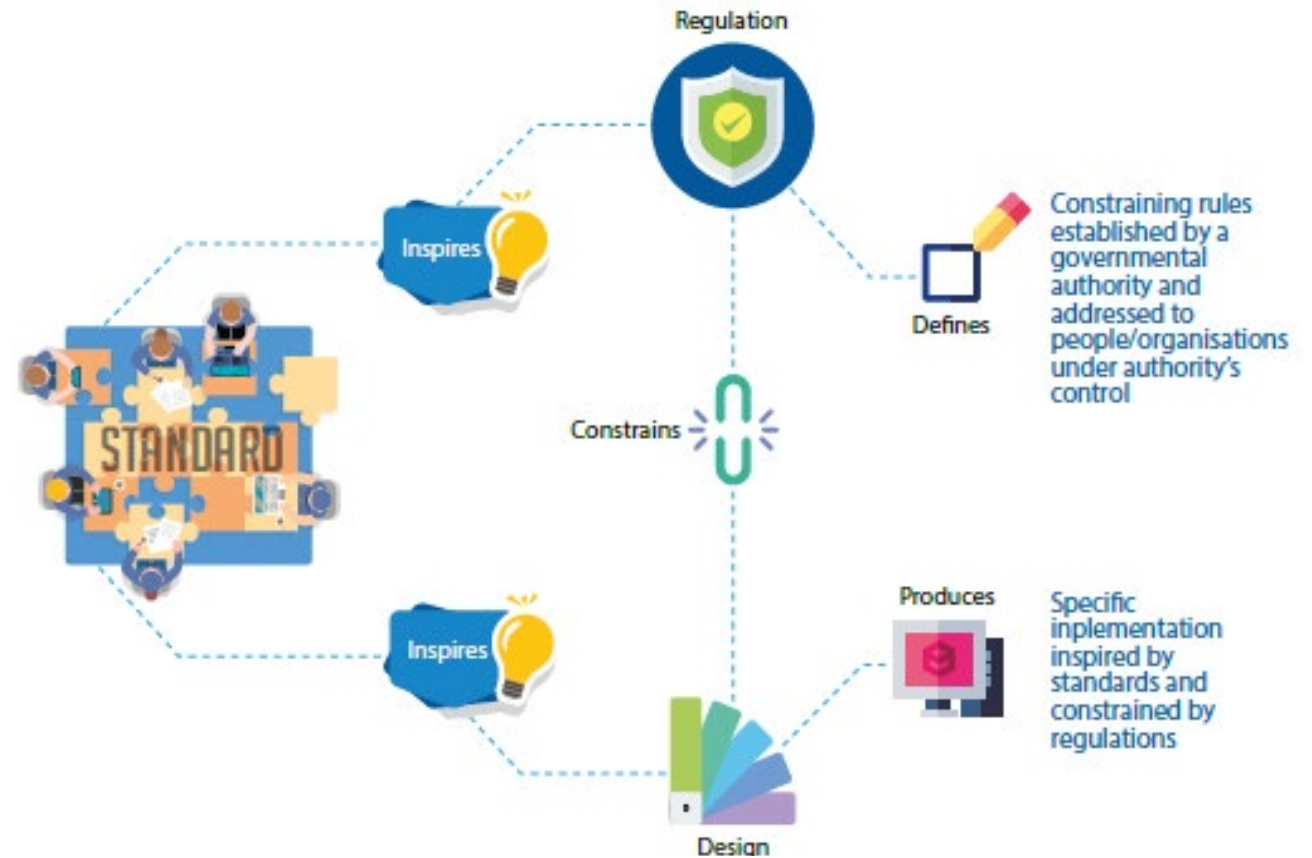 Regulation
Inspires
Constraining rules
established by a
governmental
authority and
addressed to
people/organisations
under authority's
control
Defines
Constrains
STANDARD
Inspires
Produces
Specific
inplementation
inspired by
standards and
constrained by
regulations
Design